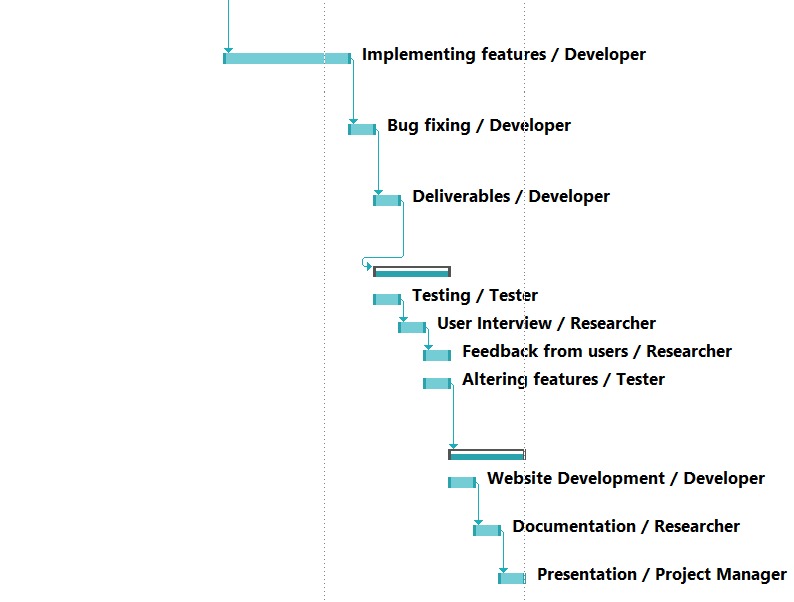 Implementing features / Developer
Bug fixing / Developer
Deliverables / Developer
Testing / Tester
User Interview / Researcher
Feedback from users / Researcher
Altering features / Tester
Website Development / Developer
Documentation / Researcher
Presentation / Project Manager